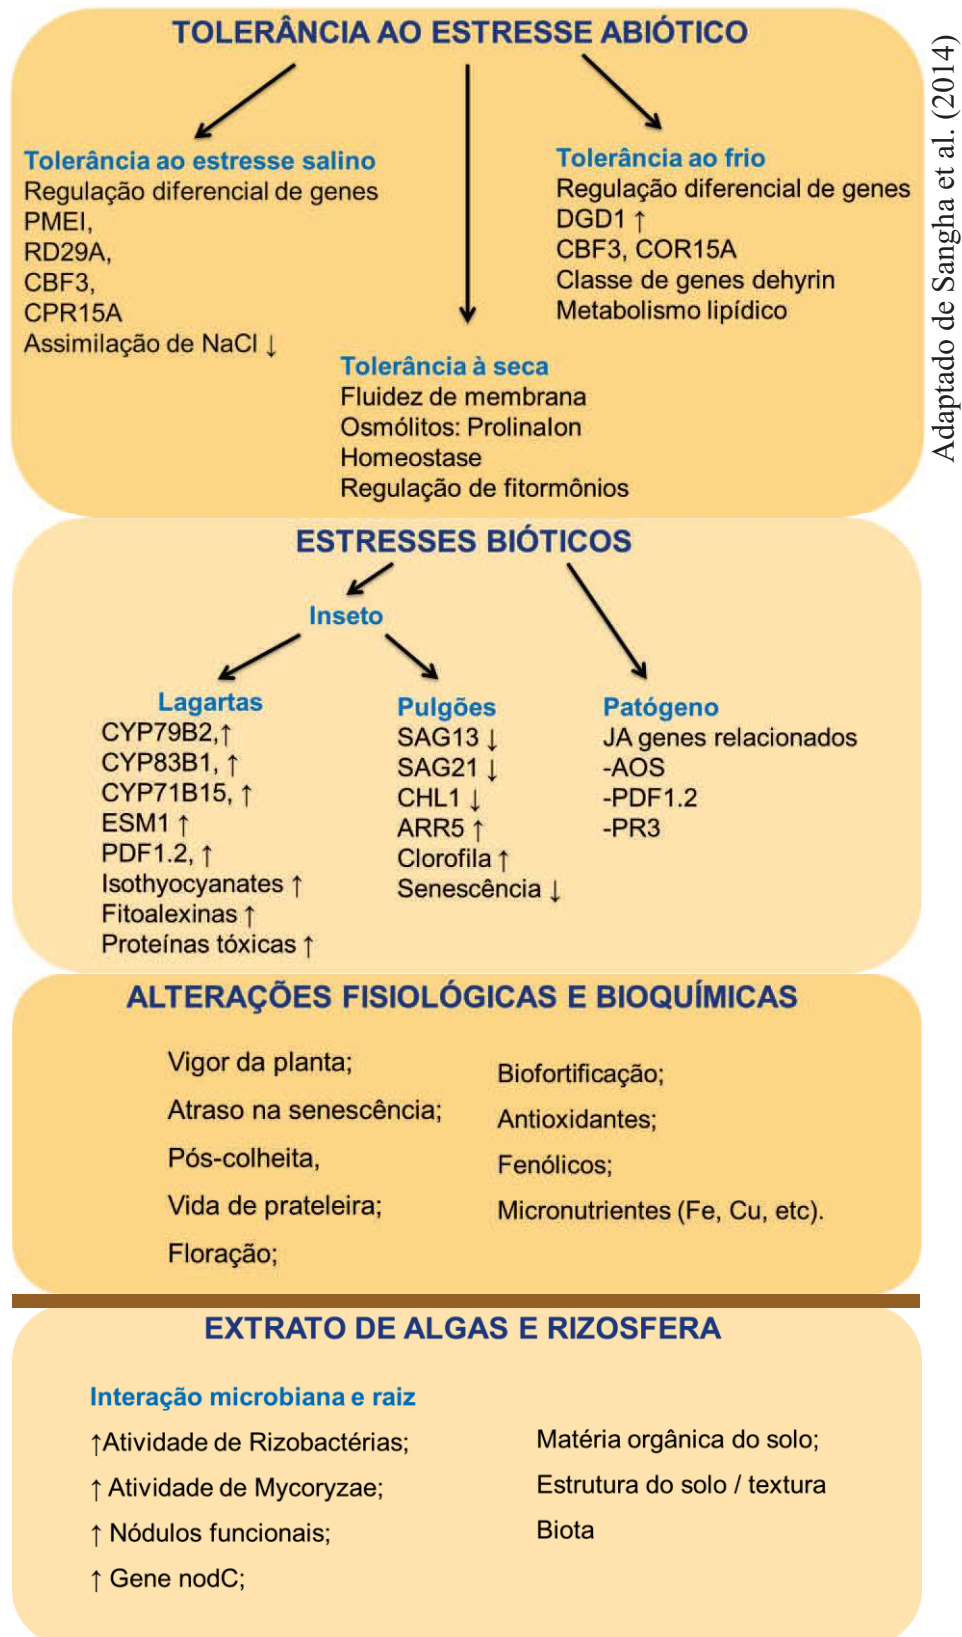 TOLERÂNCIA AO ESTRESSE ABIÓTICO
Tolerância ao estresse salino
Regulação diferencial de genes
PMEI,
RD29A,
CBF3,
CPR15A
Assimilação de NaCl ↓
Tolerância ao frio
Regulação diferencial de genes
DGD1 ↑
CBF3, COR15A
Classe de genes dehyrin
Metabolismo lipídico
Tolerância à seca
Fluidez de membrana
Osmólitos: ProlinaIon
Homeostase
Regulação de fitormônios
Adaptado de Sangha et al. (2014)
ESTRESSES BIÓTICOS
Inseto
Lagartas
CYP79B2,↑
CYP83B1, ↑
CYP71B15, ↑
ESM1 ↑
PDF1.2, ↑
Isothyocyanates ↑
Fitoalexinas ↑
Proteínas tóxicas ↑
Pulgões
SAG13 ↓
SAG21 ↓
CHL1 ↓
ARR5 ↑
Clorofila ↑
Senescência ↓
Patógeno
JA genes relacionados
-AOS
-PDF1.2
-PR3
ALTERAÇÕES FISIOLÓGICAS E BIOQUÍMICAS
Vigor da planta;
Atraso na senescência;
Pós-colheita,
Vida de prateleira;
Floração;
Biofortificação;
Antioxidantes;
Fenólicos;
Micronutrientes (Fe, Cu, etc).
EXTRATO DE ALGAS E RIZOSFERA
Interação microbiana e raiz
↑Atividade de Rizobactérias;
↑ Atividade de Mycoryzae;
↑ Nódulos funcionais;
↑ Gene nodC;
Matéria orgânica do solo;
Estrutura do solo / textura
Biota